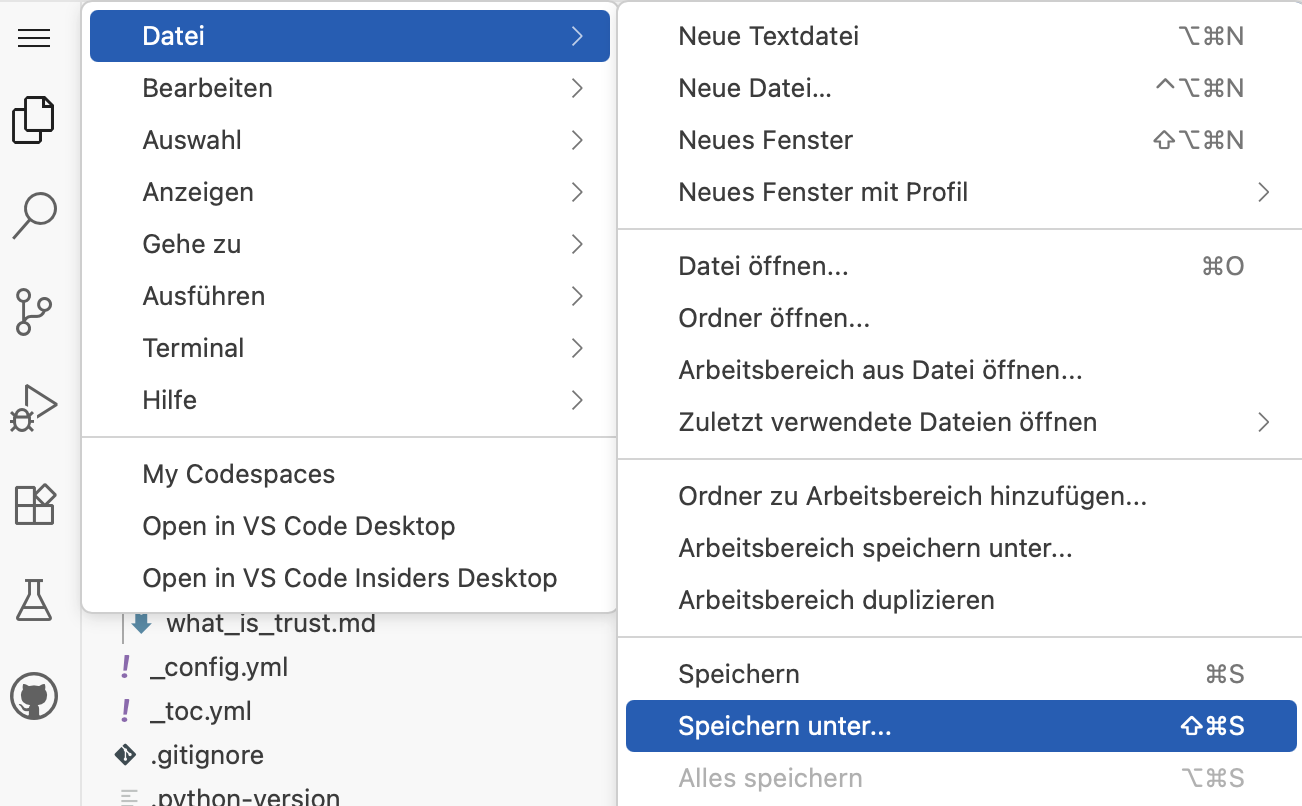 Datei
Bearbeiten
Auswahl
Anzeigen
Gehe zu
Ausführen
Terminal
Hilfe
My Codespaces
Open in VS Code Desktop
Open in VS Code Insiders Desktop
what_is_trust.md
! _config.yml
! _toc.yml
.gitignore
.python-version
Neue Textdatei ⌥⌘N
Neue Datei... ^⌥⌘N
Neues Fenster ⇧⌥⌘N
Neues Fenster mit Profil
Datei öffnen... ⌘O
Ordner öffnen...
Arbeitsbereich aus Datei öffnen...
Zuletzt verwendete Dateien öffnen
Ordner zu Arbeitsbereich hinzufügen...
Arbeitsbereich speichern unter...
Arbeitsbereich duplizieren
Speichern ⌘S
Speichern unter... ⇧⌘S
Alles speichern ⌥⌘S